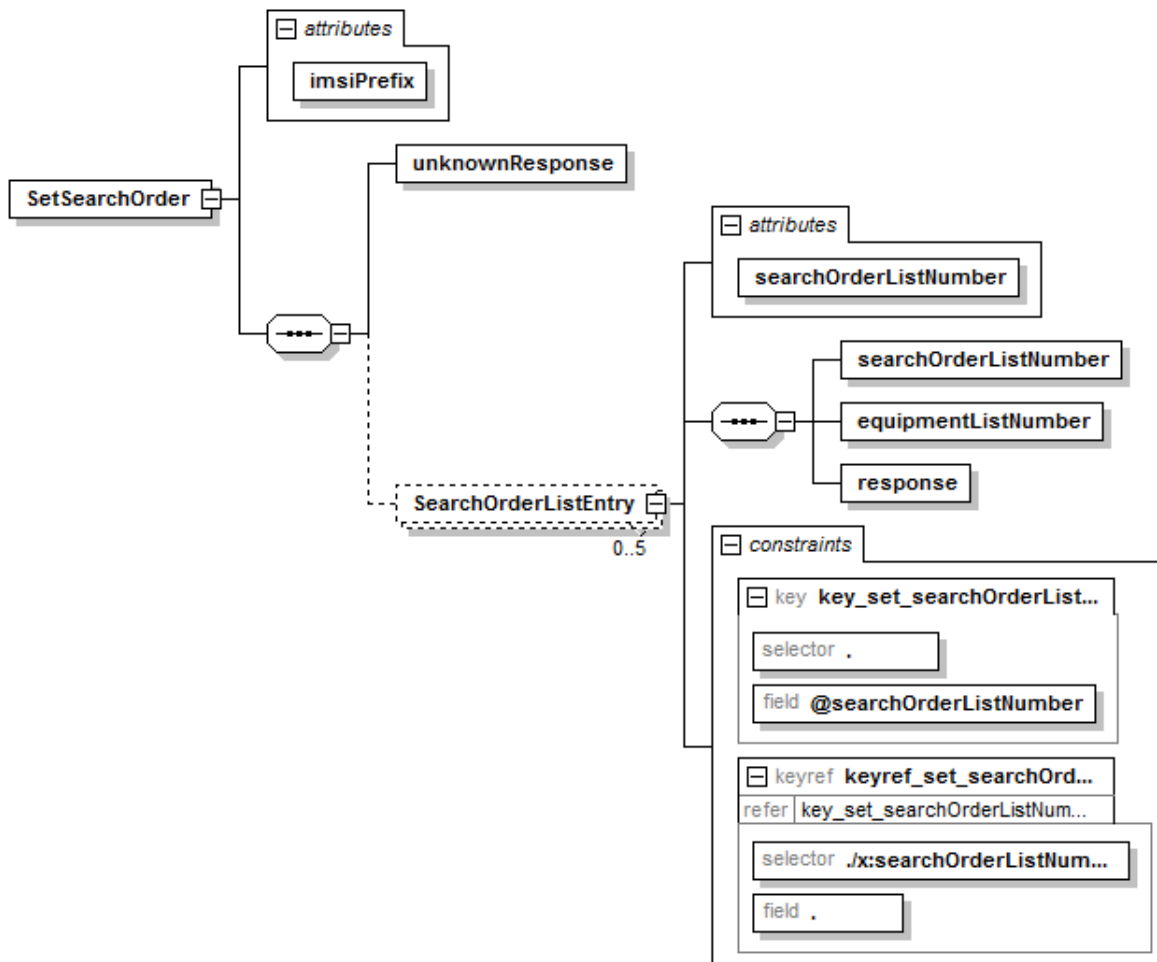 attributes
imsiPrefix
SetSearchOrder
unknownResponse
SearchOrderListEntry
0..5
attributes
searchOrderListNumber
searchOrderListNumber
equipmentListNumber
response
constraints
key key_set_searchOrderList...
selector .
field @searchOrderListNumber
keyref keyref_set_searchOrd...
refer key_set_searchOrderListNum...
selector ./x:searchOrderListNum...
field .